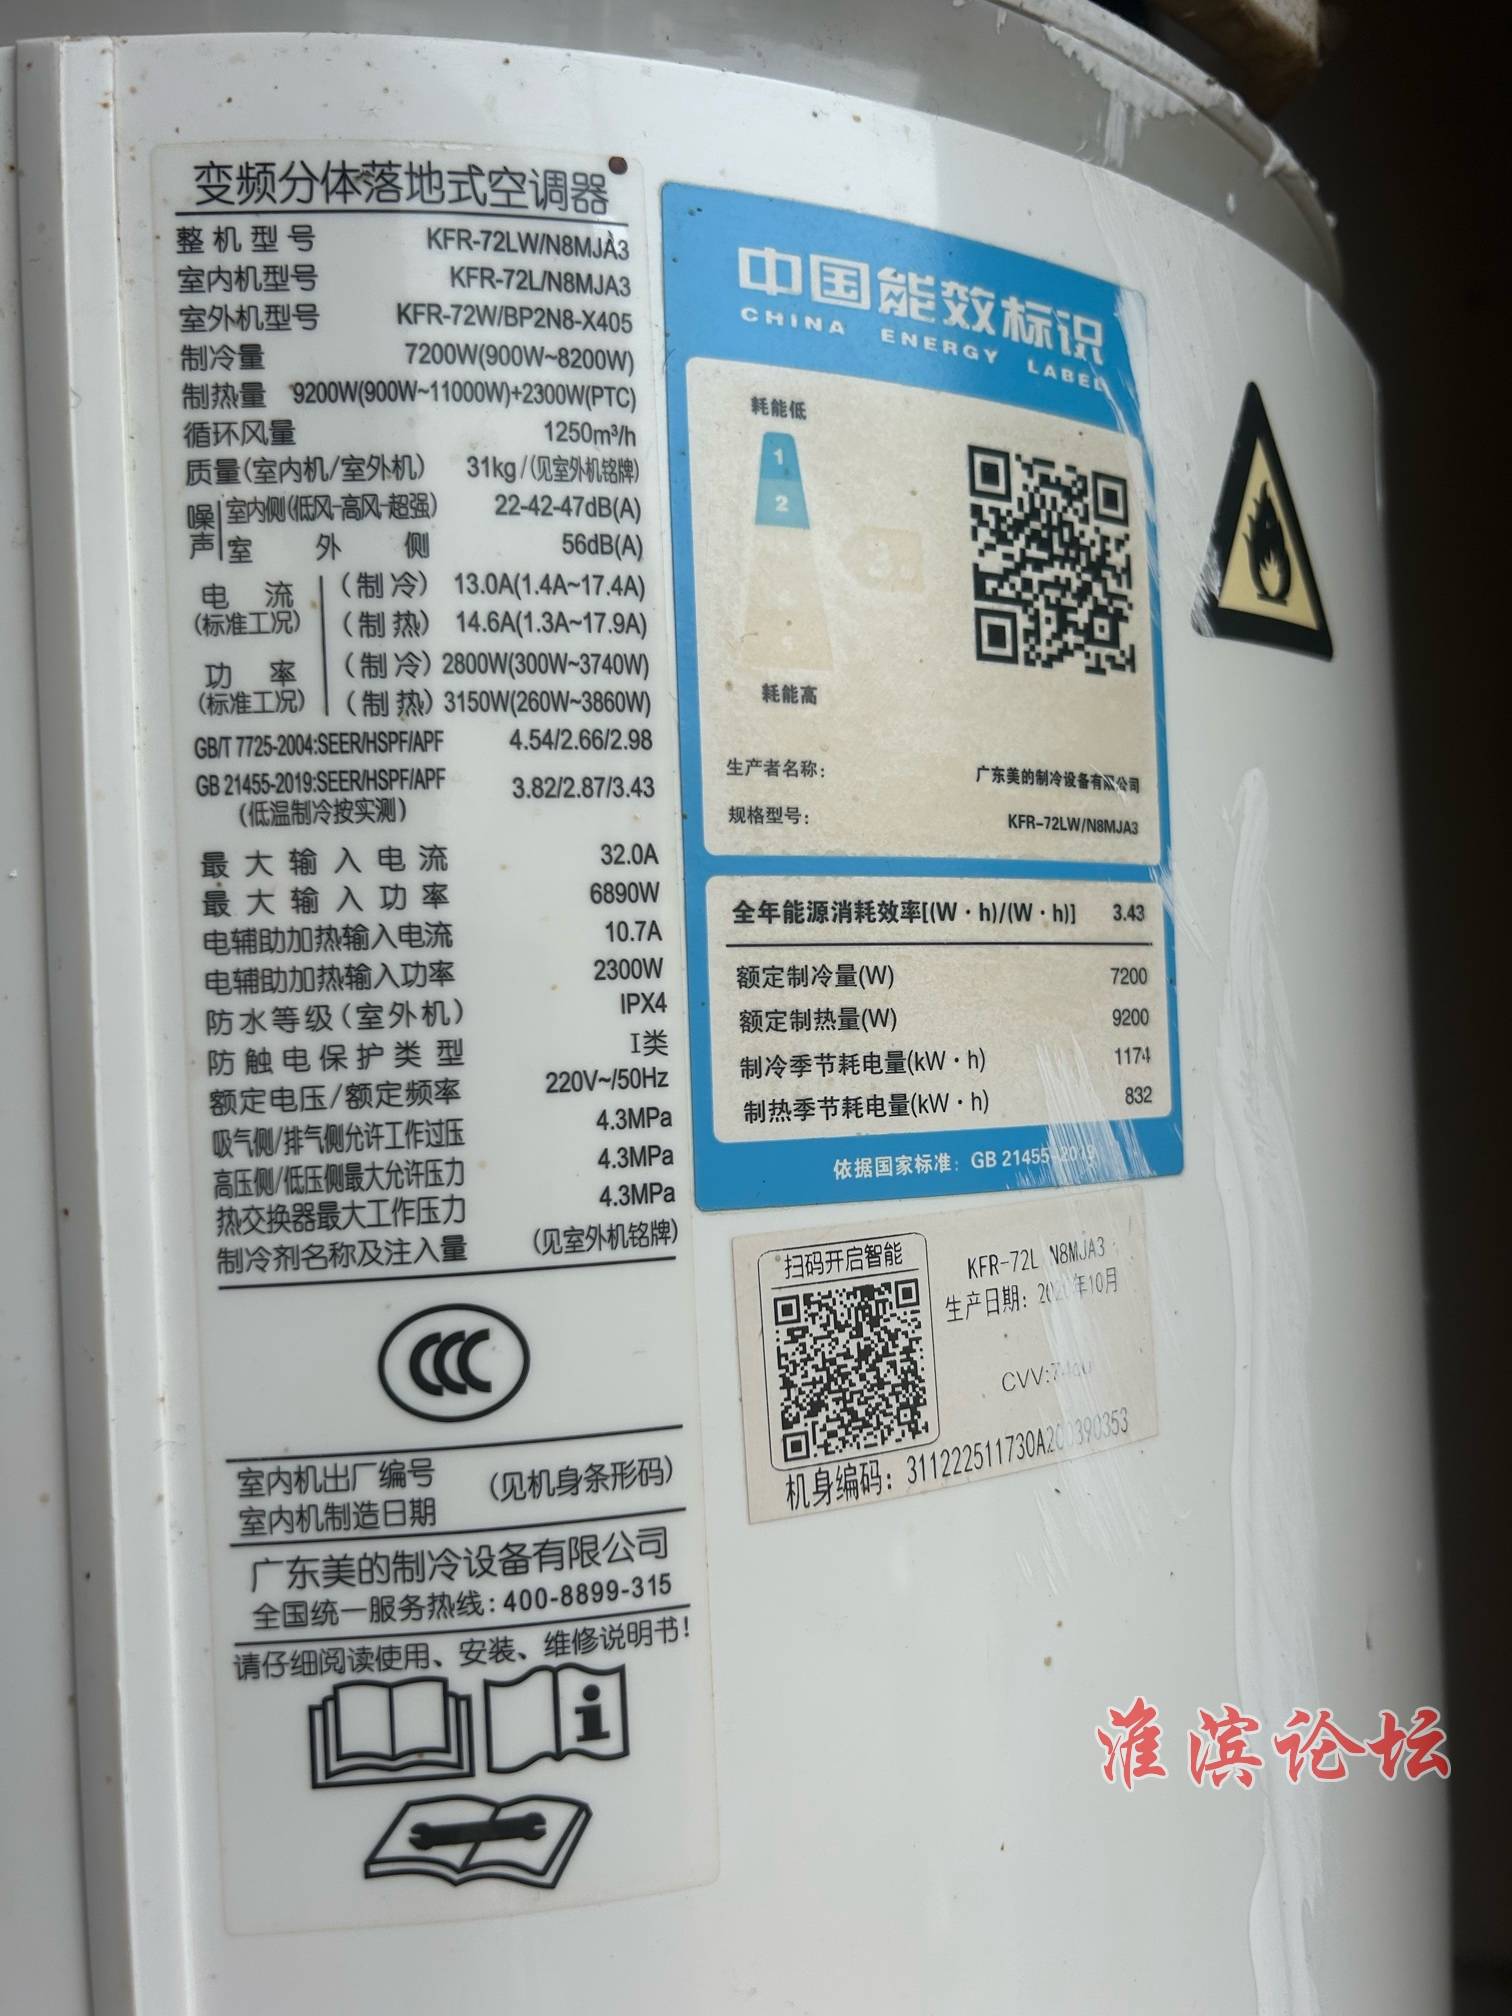 变频分体落地式空调器
整机型号 KFR-72LW/N8MJA3
室内机型号 KFR-72L/N8MJA3
室外机型号 KFR-72W/BP2N8-X405
制冷量 7200W(900W~8200W)
制热量 9200W(900W~11000W)+2300W(PTC)
循环风量 1250m³/h
质量(室内机/室外机) 31kg/(见室外机铭牌)
噪声 室内侧(低风-高风-超强) 22-42-47dB(A)
室外侧 56dB(A)
电流(标准工况) (制冷) 13.0A(1.4A~17.4A)
(制热) 14.6A(1.3A~17.9A)
功率(标准工况) (制冷) 2800W(300W~3740W)
(制热) 3150W(260W~3860W)
GB/T 7725-2004:SEER/HSPF/APF 4.54/2.66/2.98
GB 21455-2019:SEER/HSPF/APF 3.82/2.87/3.43
(低温制冷按实测)
最大输入电流 32.0A
最大输入功率 6890W
电辅助加热输入电流 10.7A
电辅助加热输入功率 2300W
防水等级(室外机) IPX4
防触电保护类型 I类
额定电压/额定频率 220V~/50Hz
吸气侧/排气侧允许工作过压 4.3MPa
高压侧/低压侧最大允许压力 4.3MPa
热交换器最大工作压力 4.3MPa
制冷剂名称及注入量 (见室外机铭牌)
CCC
室内机出厂编号
室内机制造日期 (见机身条形码)
广东美的制冷设备有限公司
全国统一服务热线:400-8899-315
请仔细阅读使用、安装、维修说明书!
中国能效标识
CHINA ENERGY LABEL
耗能低
1
2
3
耗能高
生产者名称: 广东美的制冷设备有限公司
规格型号: KFR-72LW/N8MJA3
全年能源消耗效率[(W·h)/(W·h)] 3.43
额定制冷量(W) 7200
额定制热量(W) 9200
制冷季节耗电量(kW·h) 1174
制热季节耗电量(kW·h) 832
依据国家标准: GB 21455-2019
扫码开启智能
KFR-72L N8MJA3
生产日期: 年10月
CVV:
机身编码:
淮滨论坛